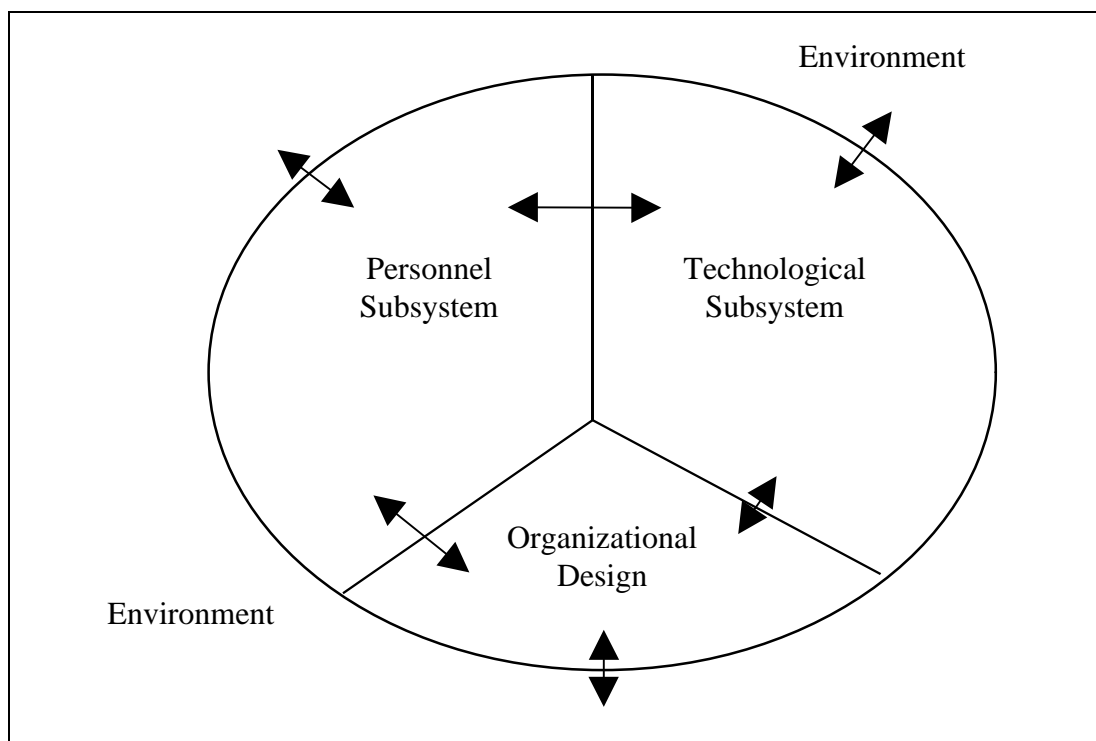 Environment
Personnel
Subsystem
Technological
Subsystem
Organizational
Design
Environment